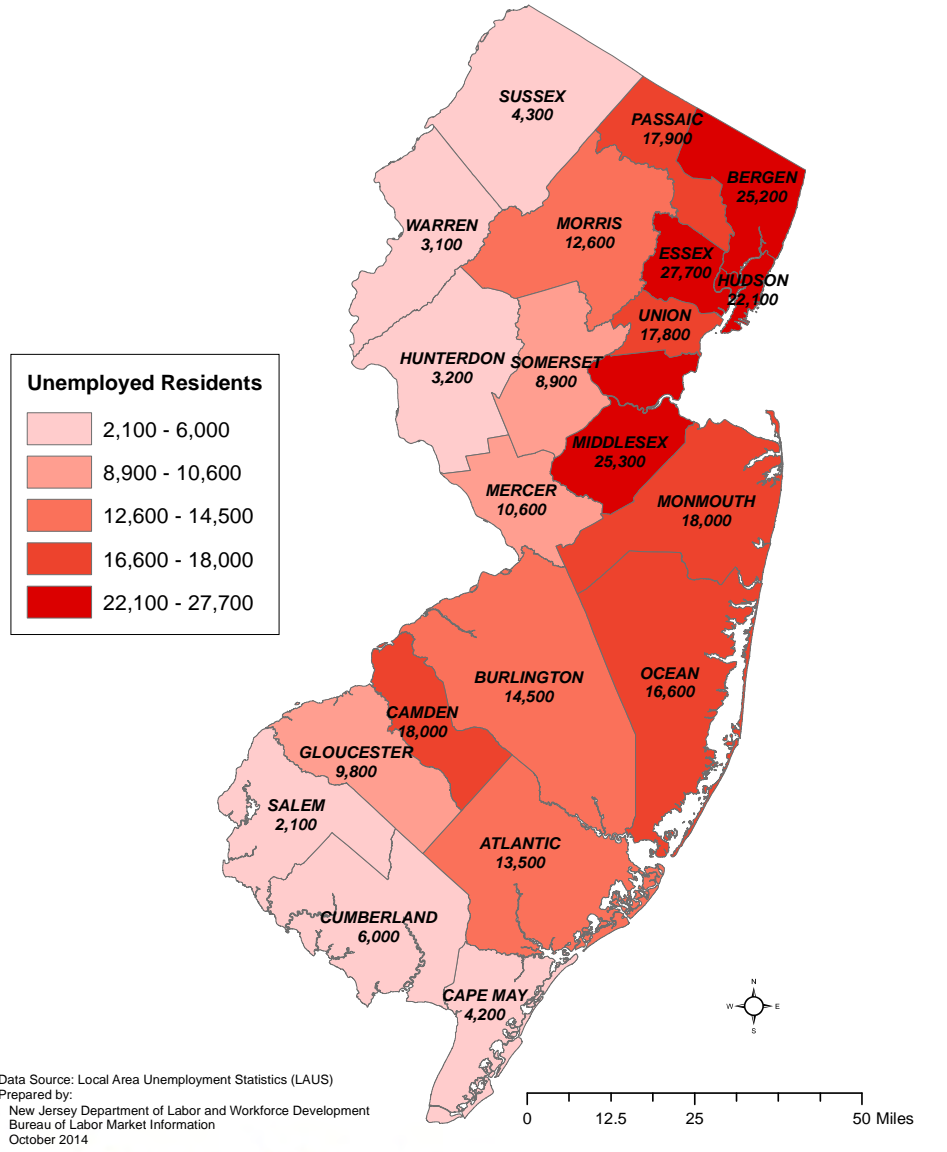 SUSSEX
4,300
PASSAIC
17,900
BERGEN
25,200
WARREN
3,100
MORRIS
12,600
ESSEX
27,700
HUDSON
22,100
UNION
17,800
HUNTERDON
3,200
SOMERSET
8,900
Unemployed Residents
2,100 - 6,000
8,900 - 10,600
12,600 - 14,500
16,600 - 18,000
22,100 - 27,700
MIDDLESEX
25,300
MERCER
10,600
MONMOUTH
18,000
BURLINGTON
14,500
OCEAN
16,600
CAMDEN
18,000
GLOUCESTER
9,800
SALEM
2,100
ATLANTIC
13,500
CUMBERLAND
6,000
CAPE MAY
4,200
N
W E
S
Data Source: Local Area Unemployment Statistics (LAUS)
Prepared by:
New Jersey Department of Labor and Workforce Development
Bureau of Labor Market Information
October 2014
0 12.5 25 50 Miles